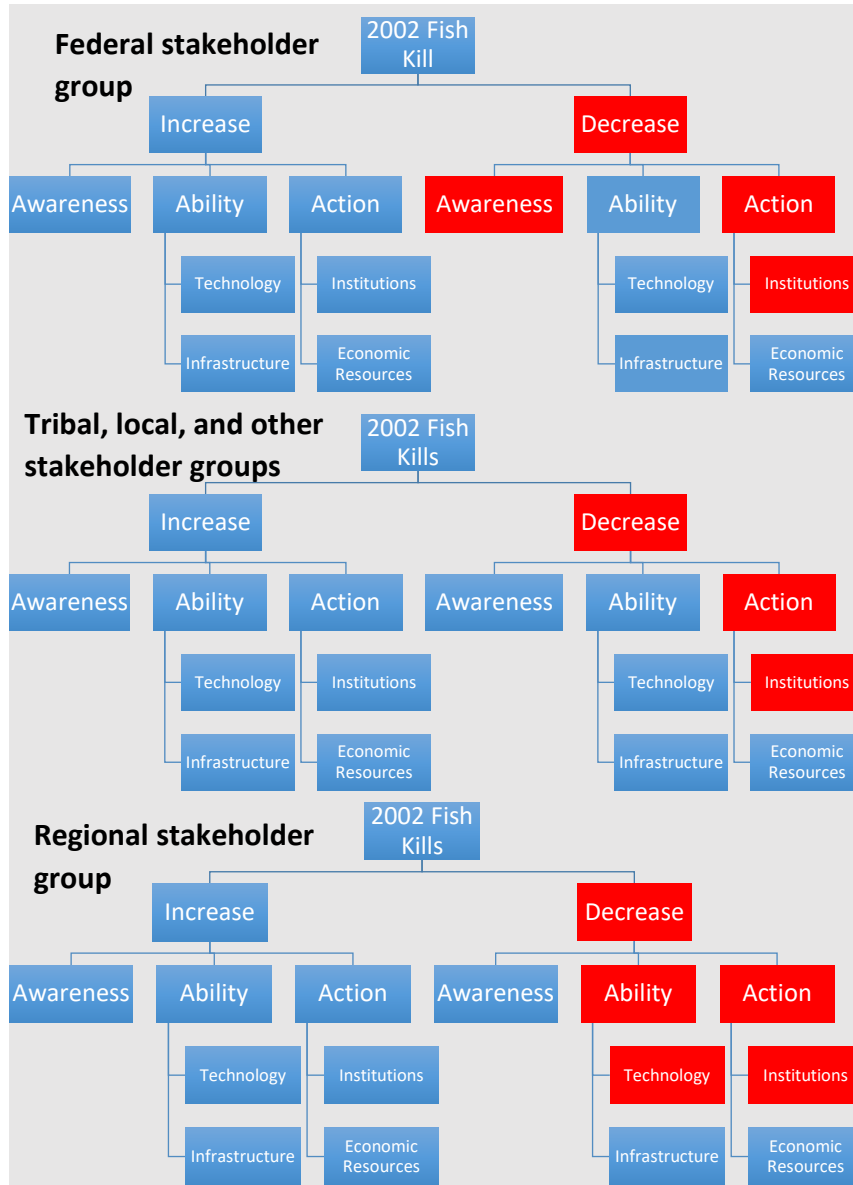 Federal stakeholder
group
2002 Fish
Kill
Increase
Decrease
Awareness
Ability
Action
Awareness
Ability
Action
Technology
Institutions
Technology
Institutions
Infrastructure
Economic
Resources
Infrastructure
Economic
Resources
Tribal, local, and other
stakeholder groups
2002 Fish
Kills
Increase
Decrease
Awareness
Ability
Action
Awareness
Ability
Action
Technology
Institutions
Technology
Institutions
Infrastructure
Economic
Resources
Infrastructure
Economic
Resources
Regional stakeholder
group
2002 Fish
Kills
Increase
Decrease
Awareness
Ability
Action
Awareness
Ability
Action
Technology
Institutions
Technology
Institutions
Infrastructure
Economic
Resources
Infrastructure
Economic
Resources